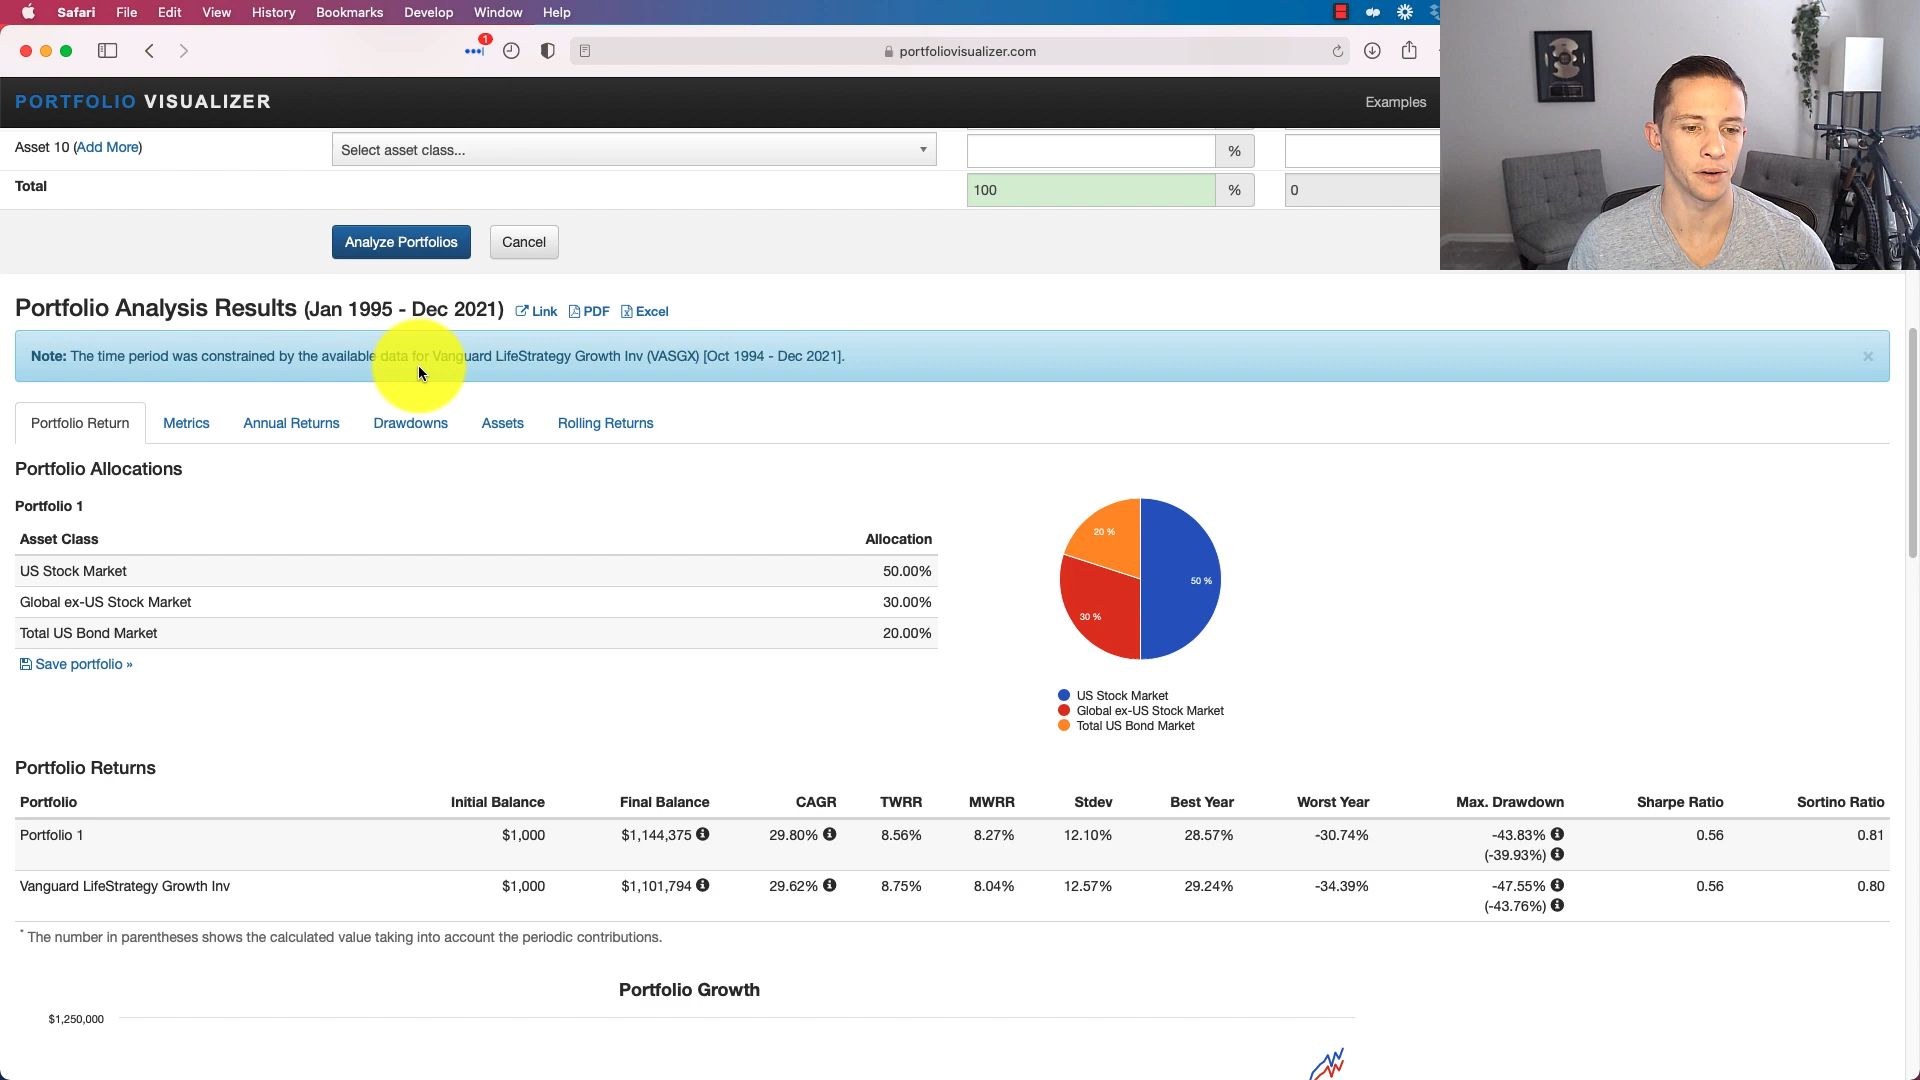 Safari File Edit View History Bookmarks Develop Window Help
1
portfoliovisualizer.com
PORTFOLIO VISUALIZER
Examples
Asset 10 (Add More)
Select asset class...
%
Total
100
%
0
Analyze Portfolios
Cancel
Portfolio Analysis Results (Jan 1995 - Dec 2021) Link PDF Excel
Note: The time period was constrained by the available data for Vanguard LifeStrategy Growth Inv (VASGX) [Oct 1994 - Dec 2021].
×
Portfolio Return Metrics Annual Returns Drawdowns Assets Rolling Returns
Portfolio Allocations
Portfolio 1
Asset Class Allocation
US Stock Market 50.00%
Global ex-US Stock Market 30.00%
Total US Bond Market 20.00%
Save portfolio »
20 %
50 %
30 %
US Stock Market
Global ex-US Stock Market
Total US Bond Market
Portfolio Returns
Portfolio Initial Balance Final Balance CAGR TWRR MWRR Stdev Best Year Worst Year Max. Drawdown Sharpe Ratio Sortino Ratio
Portfolio 1 $1,000 $1,144,375 29.80% 8.56% 8.27% 12.10% 28.57% -30.74% -43.83% 0.56 0.81
(-39.93%)
Vanguard LifeStrategy Growth Inv $1,000 $1,101,794 29.62% 8.75% 8.04% 12.57% 29.24% -34.39% -47.55% 0.56 0.80
(-43.76%)
* The number in parentheses shows the calculated value taking into account the periodic contributions.
Portfolio Growth
$1,250,000